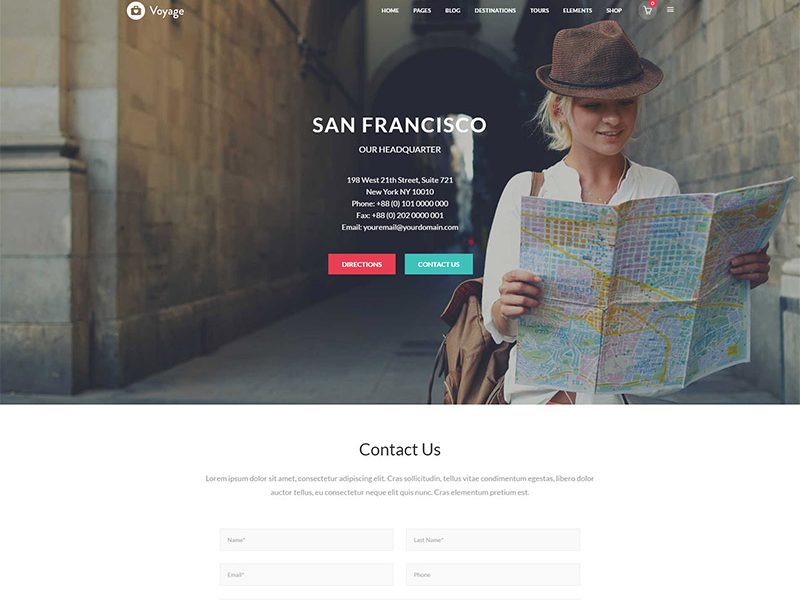 Voyage
HOME PAGES BLOG DESTINATIONS TOURS ELEMENTS SHOP 0
SAN FRANCISCO
OUR HEADQUARTER
198 West 21th Street, Suite 721
New York NY 10010
Phone: +88 (0) 101 0000 000
Fax: +88 (0) 202 0000 001
Email: youremail@yourdomain.com
DIRECTIONS CONTACT US
Contact Us
Lorem ipsum dolor sit amet, consectetur adipiscing elit. Cras sollicitudin, tellus vitae condimentum egestas, libero dolor
auctor tellus, eu consectetur neque elit quis nunc. Cras elementum pretium est.
Name* Last Name*
Email* Phone